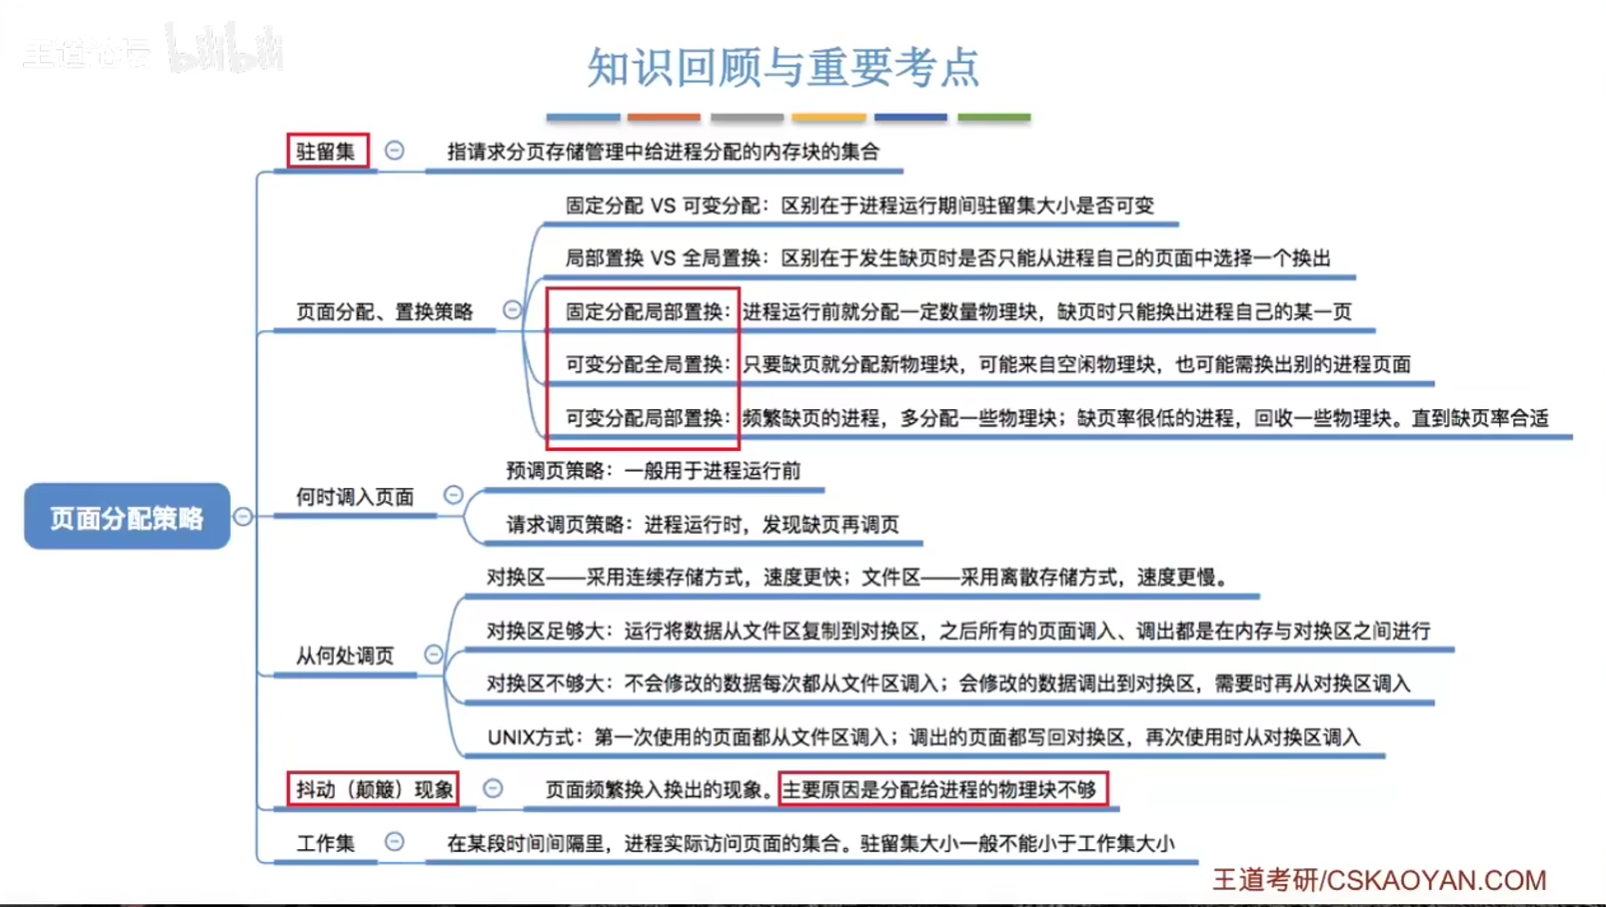 王道论坛 bilibili
知识回顾与重要考点
驻留集
指请求分页存储管理中给进程分配的内存块的集合
页面分配、置换策略
固定分配 VS 可变分配：区别在于进程运行期间驻留集大小是否可变
局部置换 VS 全局置换：区别在于发生缺页时是否只能从进程自己的页面中选择一个换出
固定分配局部置换：进程运行前就分配一定数量物理块，缺页时只能换出进程自己的某一页
可变分配全局置换：只要缺页就分配新物理块，可能来自空闲物理块，也可能需换出别的进程页面
可变分配局部置换：频繁缺页的进程，多分配一些物理块；缺页率很低的进程，回收一些物理块。直到缺页率合适
页面分配策略
何时调入页面
预调页策略：一般用于进程运行前
请求调页策略：进程运行时，发现缺页再调页
从何处调页
对换区——采用连续存储方式，速度更快；文件区——采用离散存储方式，速度更慢。
对换区足够大：运行将数据从文件区复制到对换区，之后所有的页面调入、调出都是在内存与对换区之间进行
对换区不够大：不会修改的数据每次都从文件区调入；会修改的数据调出到对换区，需要时再从对换区调入
UNIX方式：第一次使用的页面都从文件区调入；调出的页面都写回对换区，再次使用时从对换区调入
抖动（颠簸）现象
页面频繁换入换出的现象。主要原因是分配给进程的物理块不够
工作集
在某段时间间隔里，进程实际访问页面的集合。驻留集大小一般不能小于工作集大小
王道考研/CSKAOYAN.COM